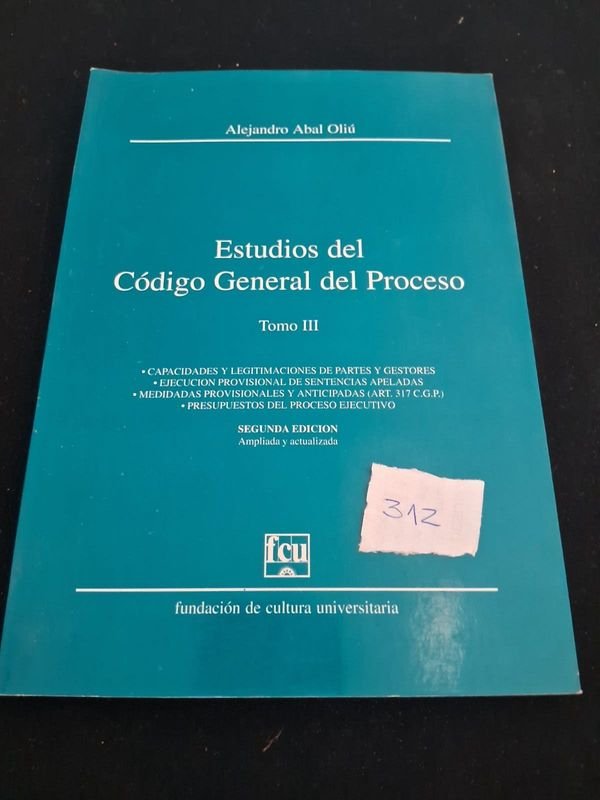 Alejandro Abal Oliú
Estudios del
Código General del Proceso
Tomo III
• CAPACIDADES Y LEGITIMACIONES DE PARTES Y GESTORES
• EJECUCION PROVISIONAL DE SENTENCIAS APELADAS
• MEDIDADAS PROVISIONALES Y ANTICIPADAS (ART. 317 C.G.P.)
• PRESUPUESTOS DEL PROCESO EJECUTIVO
SEGUNDA EDICION
Ampliada y actualizada
312
fcu
fundación de cultura universitaria